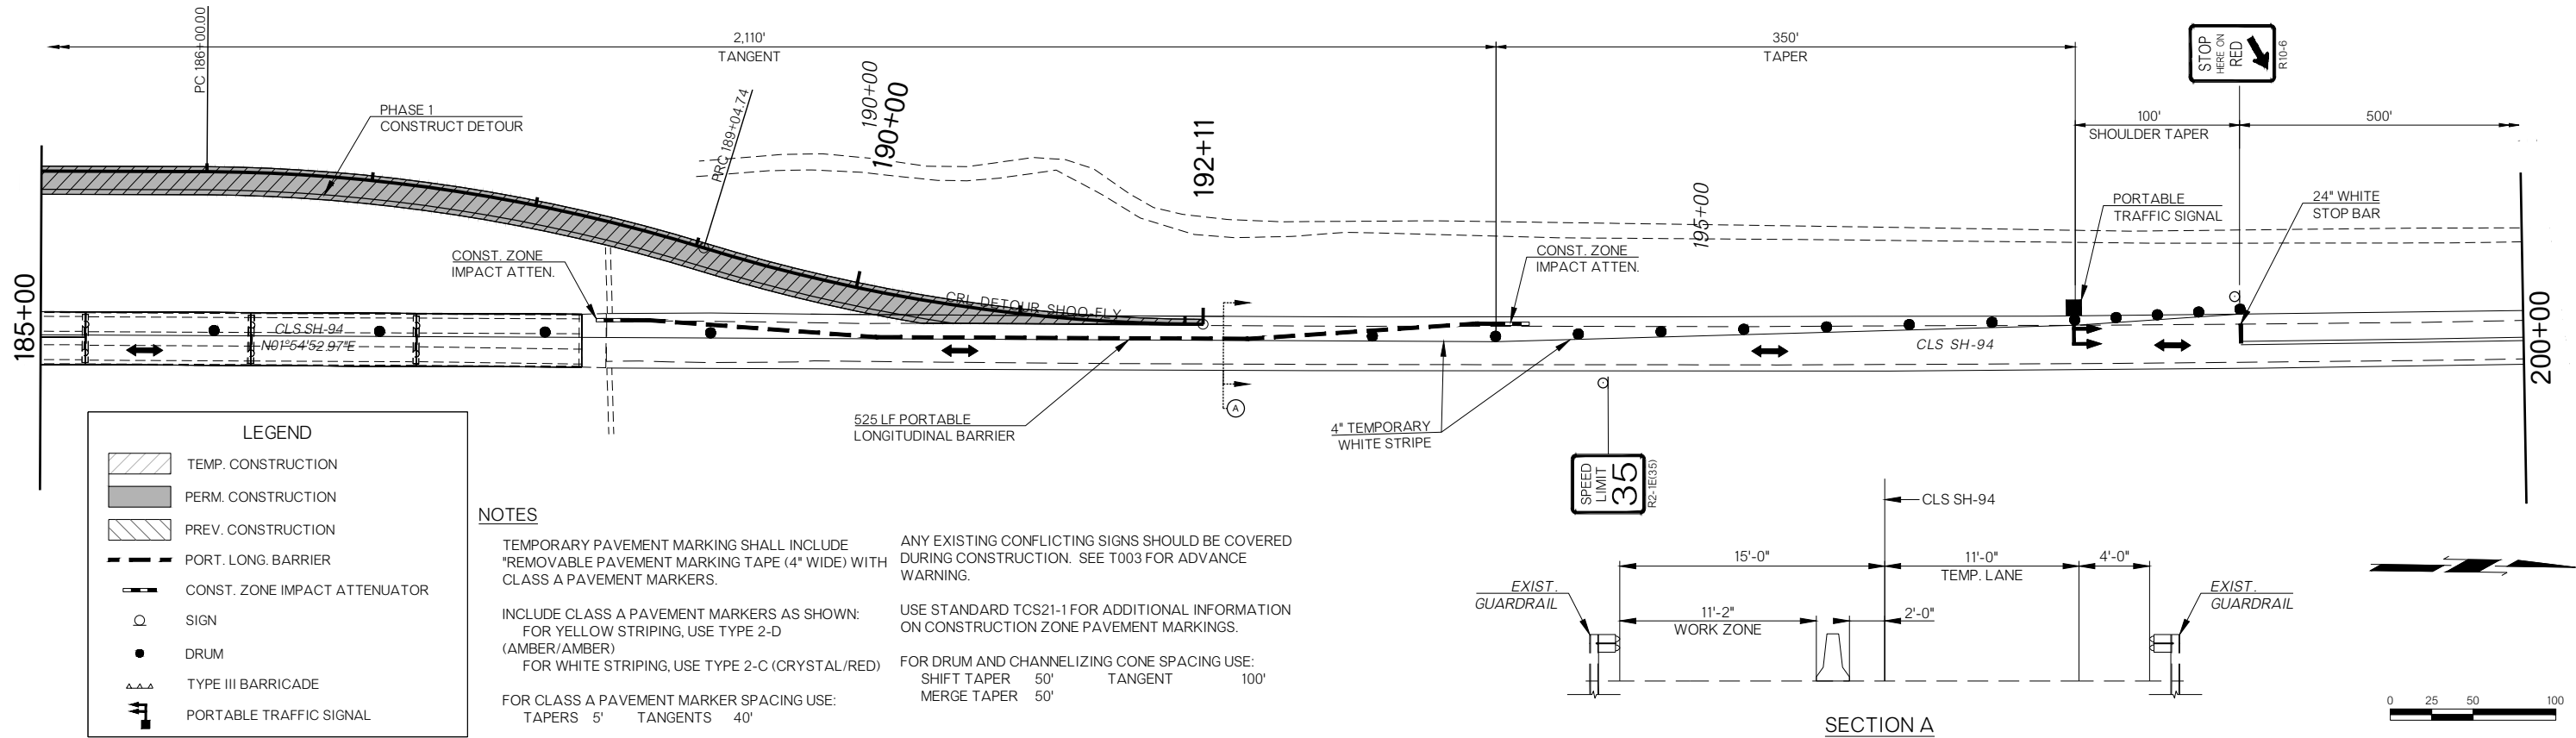 PC 186+00.00
2,110'
TANGENT
350'
TAPER
STOP
HERE ON
RED
R10-6
100'
SHOULDER TAPER
500'
PHASE 1
CONSTRUCT DETOUR
PRC 189+04.74
190+00
190+00
192+11
195+00
PORTABLE
TRAFFIC SIGNAL
24" WHITE
STOP BAR
CONST. ZONE
IMPACT ATTEN.
CONST. ZONE
IMPACT ATTEN.
185+00
CRL DETOUR SHOO-FLY
CLS SH-94
N01°54'52.97"E
CLS SH-94
200+00
525 LF PORTABLE
LONGITUDINAL BARRIER
A
4" TEMPORARY
WHITE STRIPE
SPEED
LIMIT
35
R2-1E(35)
LEGEND
TEMP. CONSTRUCTION
PERM. CONSTRUCTION
PREV. CONSTRUCTION
PORT. LONG. BARRIER
CONST. ZONE IMPACT ATTENUATOR
SIGN
DRUM
TYPE III BARRICADE
PORTABLE TRAFFIC SIGNAL
NOTES
TEMPORARY PAVEMENT MARKING SHALL INCLUDE
"REMOVABLE PAVEMENT MARKING TAPE (4" WIDE) WITH
CLASS A PAVEMENT MARKERS.
INCLUDE CLASS A PAVEMENT MARKERS AS SHOWN:
FOR YELLOW STRIPING, USE TYPE 2-D
(AMBER/AMBER)
FOR WHITE STRIPING, USE TYPE 2-C (CRYSTAL/RED)
FOR CLASS A PAVEMENT MARKER SPACING USE:
TAPERS 5' TANGENTS 40'
ANY EXISTING CONFLICTING SIGNS SHOULD BE COVERED
DURING CONSTRUCTION. SEE T003 FOR ADVANCE
WARNING.
USE STANDARD TCS21-1 FOR ADDITIONAL INFORMATION
ON CONSTRUCTION ZONE PAVEMENT MARKINGS.
FOR DRUM AND CHANNELIZING CONE SPACING USE:
SHIFT TAPER 50' TANGENT 100'
MERGE TAPER 50'
CLS SH-94
15'-0"
11'-0"
TEMP. LANE
4'-0"
EXIST.
GUARDRAIL
11'-2"
WORK ZONE
2'-0"
EXIST.
GUARDRAIL
SECTION A
0 25 50 100